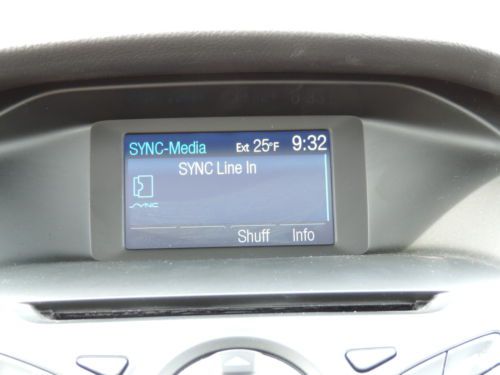 SYNC-Media Ext 25°F 9:32
SYNC Line In
SYNC
Shuff Info